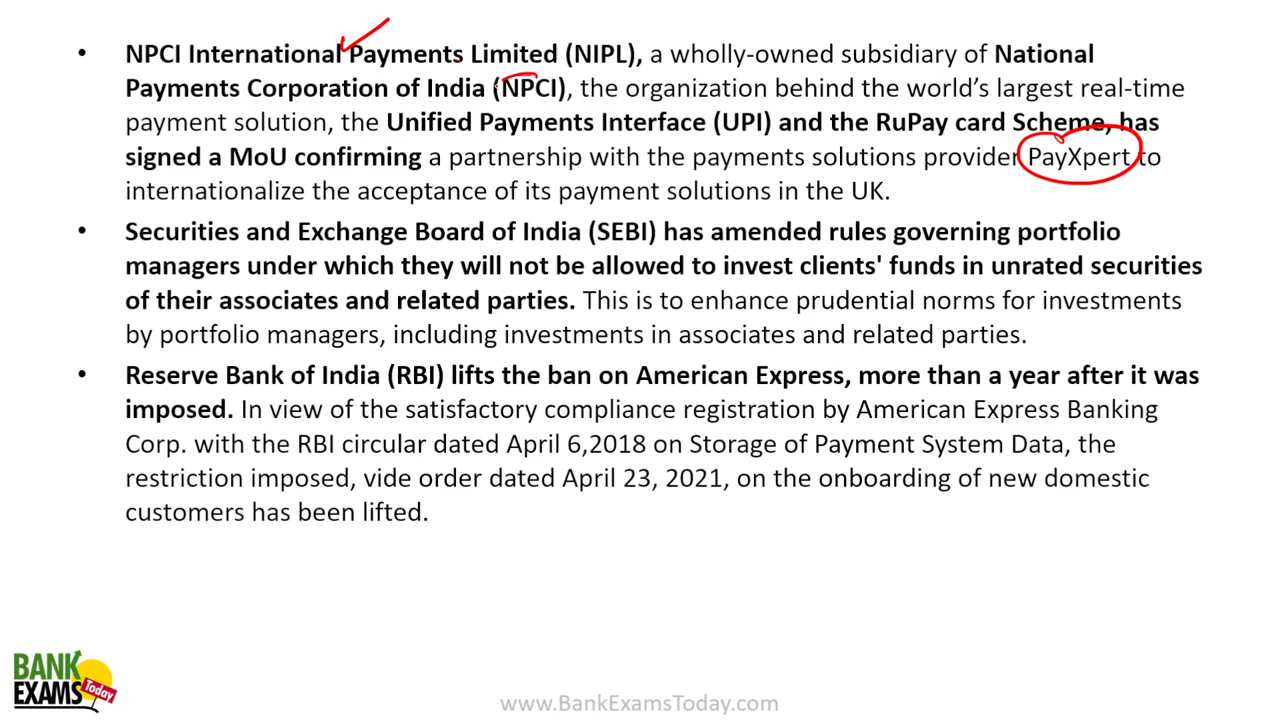 • NPCI International Payments Limited (NIPL), a wholly-owned subsidiary of National
Payments Corporation of India (NPCI), the organization behind the world's largest real-time
payment solution, the Unified Payments Interface (UPI) and the RuPay card Scheme, has
signed a MoU confirming a partnership with the payments solutions provider PayXpert to
internationalize the acceptance of its payment solutions in the UK.
• Securities and Exchange Board of India (SEBI) has amended rules governing portfolio
managers under which they will not be allowed to invest clients' funds in unrated securities
of their associates and related parties. This is to enhance prudential norms for investments
by portfolio managers, including investments in associates and related parties.
• Reserve Bank of India (RBI) lifts the ban on American Express, more than a year after it was
imposed. In view of the satisfactory compliance registration by American Express Banking
Corp. with the RBI circular dated April 6,2018 on Storage of Payment System Data, the
restriction imposed, vide order dated April 23, 2021, on the onboarding of new domestic
customers has been lifted.
BANK
EXAMS
Today
www.BankExamsToday.com